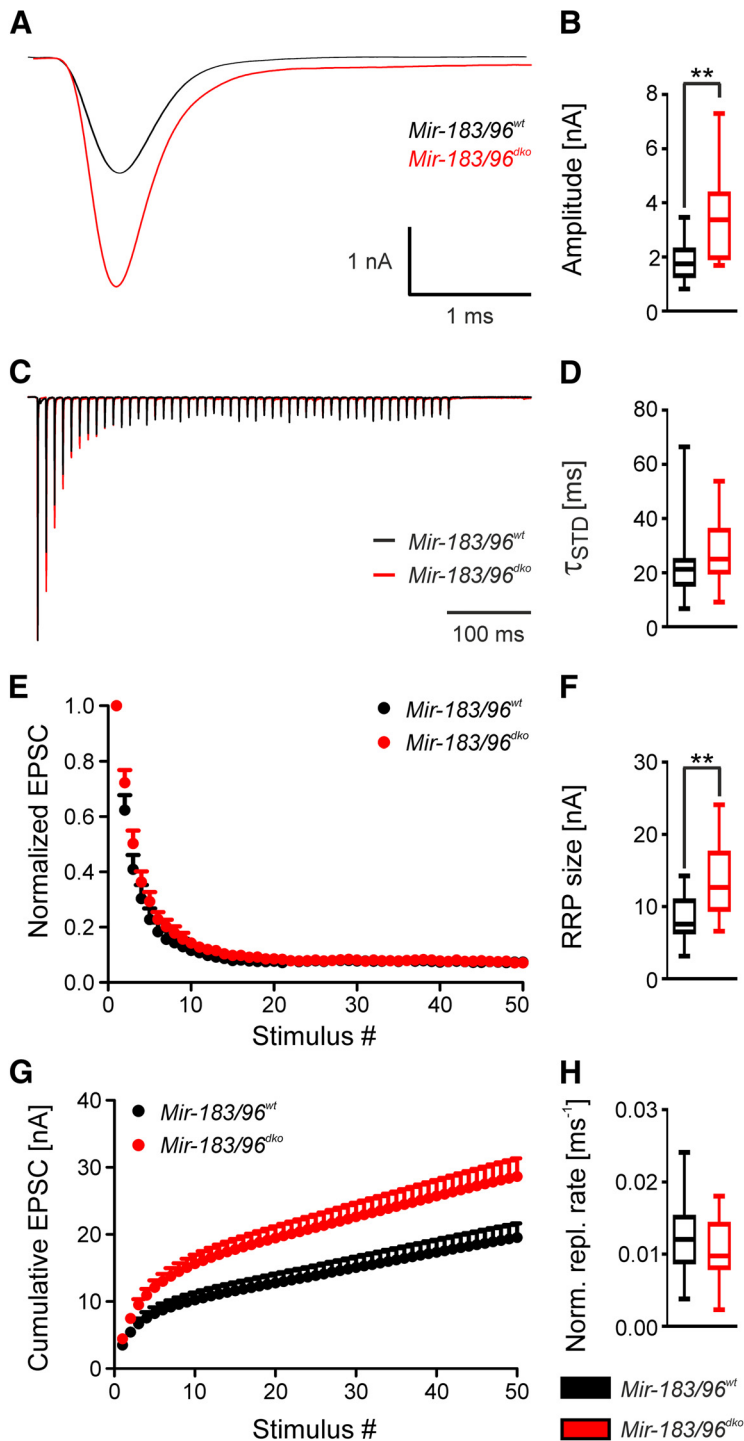 A
Mir-183/96wt
Mir-183/96dko
1 nA
1 ms
B
Amplitude [nA]
**
8
6
4
2
0
C
Mir-183/96wt
Mir-183/96dko
100 ms
D
τSTD [ms]
80
60
40
20
0
E
Normalized EPSC
1.0
0.8
0.6
0.4
0.2
0.0
Mir-183/96wt
Mir-183/96dko
0 10 20 30 40 50
Stimulus #
F
RRP size [nA]
**
30
20
10
0
G
Cumulative EPSC [nA]
40
30
20
10
0
Mir-183/96wt
Mir-183/96dko
0 10 20 30 40 50
Stimulus #
H
Norm. repl. rate [ms-1]
0.03
0.02
0.01
0.00
Mir-183/96wt
Mir-183/96dko